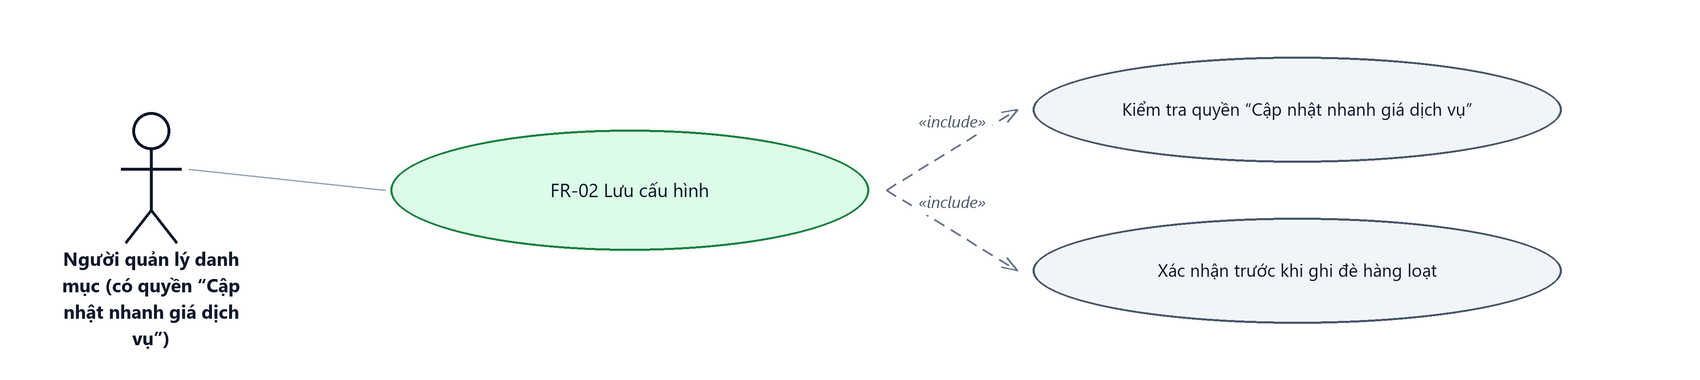 Kiểm tra quyền “Cập nhật nhanh giá dịch vụ”
«include»
FR-02 Lưu cấu hình
«include»
Người quản lý danh
mục (có quyền “Cập
nhật nhanh giá dịch
vụ”)
Xác nhận trước khi ghi đè hàng loạt